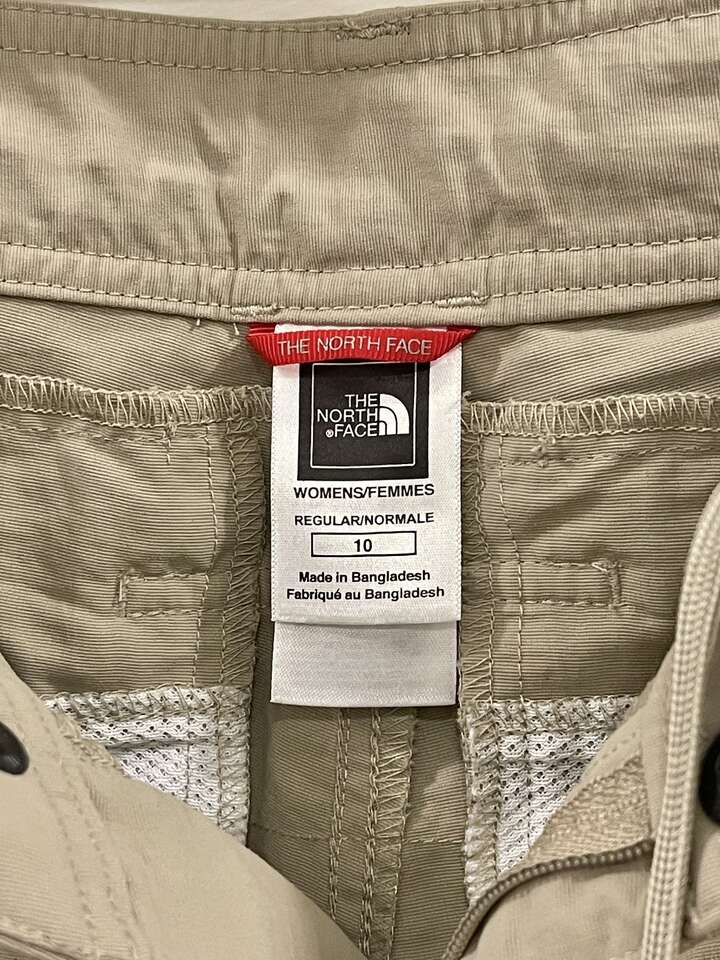 THE NORTH FACE
THE
NORTH
®FACE
WOMENS/FEMMES
REGULAR/NORMALE
10
Made in Bangladesh
Fabriqué au Bangladesh